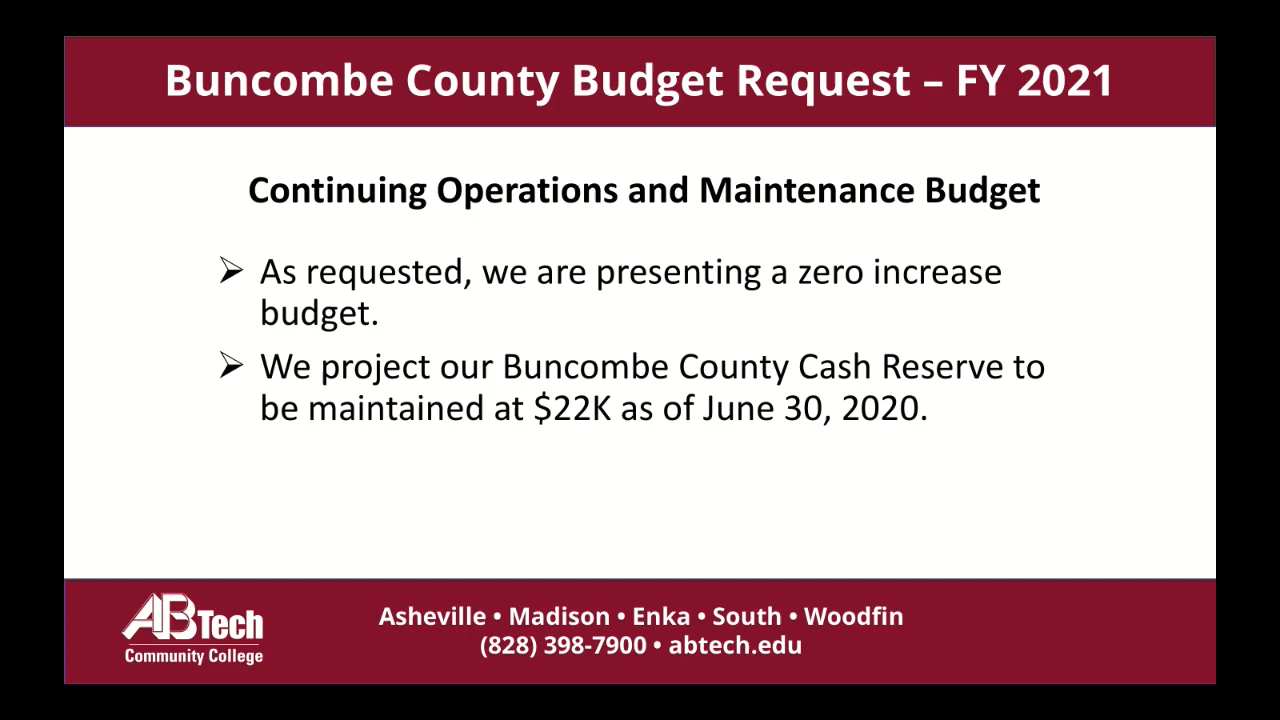 Buncombe County Budget Request – FY 2021
Continuing Operations and Maintenance Budget
➢ As requested, we are presenting a zero increase
budget.
➢ We project our Buncombe County Cash Reserve to
be maintained at $22K as of June 30, 2020.
AB Tech
Community College
Asheville • Madison • Enka • South • Woodfin
(828) 398-7900 • abtech.edu